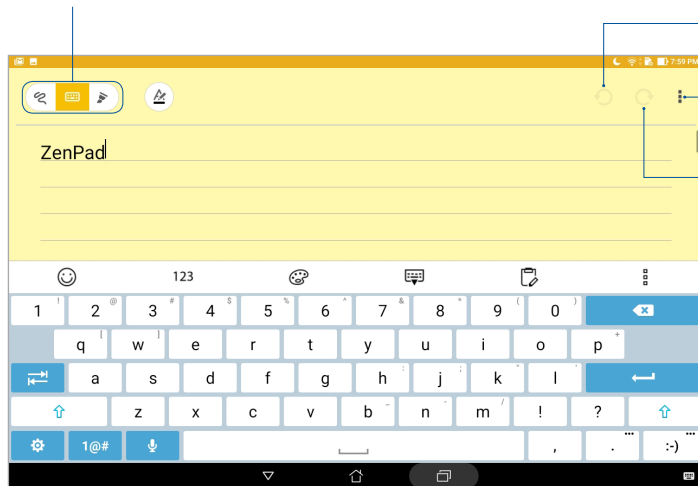 7:59 PM
ZenPad
123
1 ! 2 @ 3 # 4 $ 5 % 6 ^ 7 & 8 * 9 ( 0 )
q [ w ] e r t y u i o p +
a s d f g h : j ; k " l '
z x c v b - n - m / ! ?
1@# , . ... :-) ...